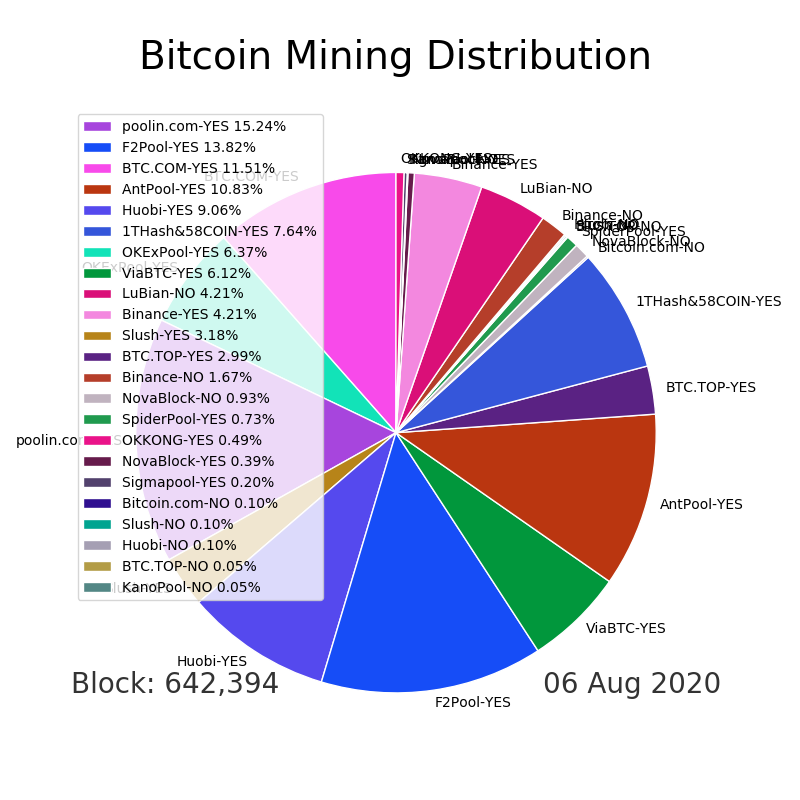 Bitcoin Mining Distribution
poolin.com-YES 15.24%
F2Pool-YES 13.82%
BTC.COM-YES 11.51%
AntPool-YES 10.83%
Huobi-YES 9.06%
1THash&58COIN-YES 7.64%
OKExPool-YES 6.37%
ViaBTC-YES 6.12%
LuBian-NO 4.21%
Binance-YES 4.21%
Slush-YES 3.18%
BTC.TOP-YES 2.99%
Binance-NO 1.67%
NovaBlock-NO 0.93%
SpiderPool-YES 0.73%
OKKONG-YES 0.49%
NovaBlock-YES 0.39%
Sigmapool-YES 0.20%
Bitcoin.com-NO 0.10%
Slush-NO 0.10%
Huobi-NO 0.10%
BTC.TOP-NO 0.05%
KanoPool-NO 0.05%
BTC.COM-YES
OKExPool-YES
poolin.com-YES
Slush-YES
Huobi-YES
F2Pool-YES
ViaBTC-YES
AntPool-YES
BTC.TOP-YES
1THash&58COIN-YES
Bitcoin.com-NO
NovaBlock-NO
SpiderPool-YES
Binance-NO
LuBian-NO
Binance-YES
Block: 642,394
06 Aug 2020